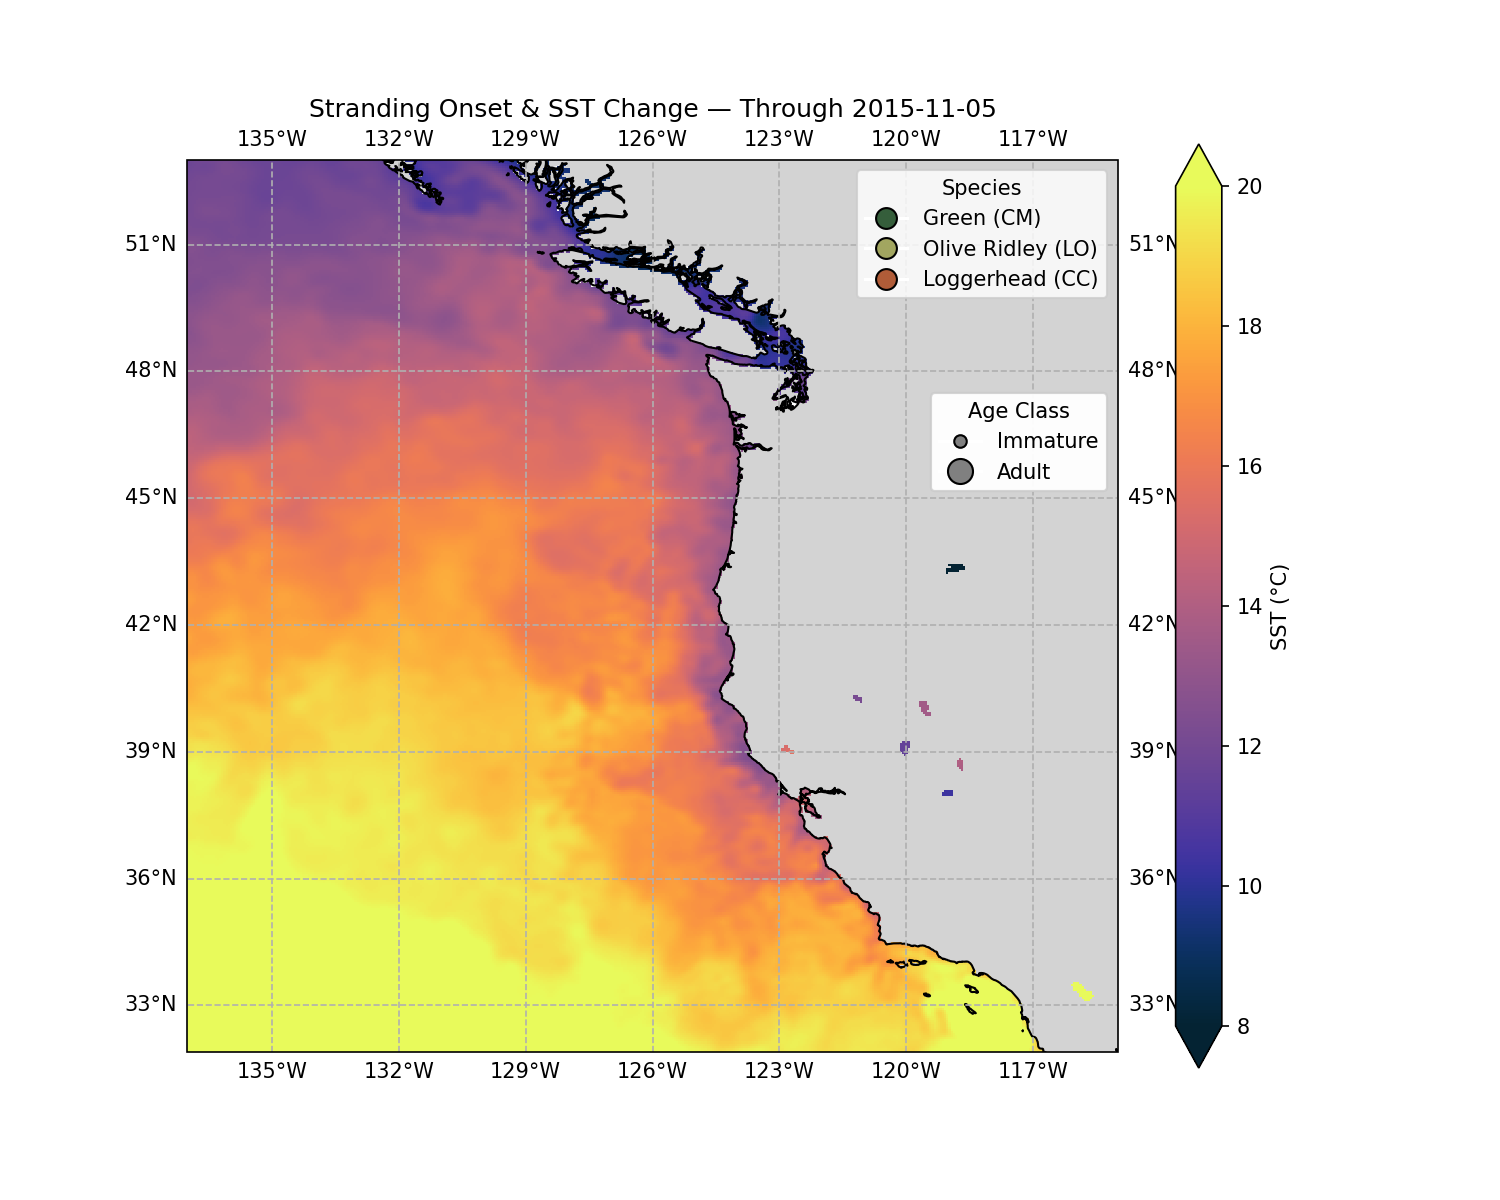 Stranding Onset & SST Change — Through 2015-11-05
135°W 132°W 129°W 126°W 123°W 120°W 117°W
Species
Green (CM)
Olive Ridley (LO)
Loggerhead (CC)
Age Class
Immature
Adult
51°N 51°N
48°N 48°N
45°N 45°N
42°N 42°N
39°N 39°N
36°N 36°N
33°N 33°N
135°W 132°W 129°W 126°W 123°W 120°W 117°W
20
18
16
14
12
10
8
SST (°C)